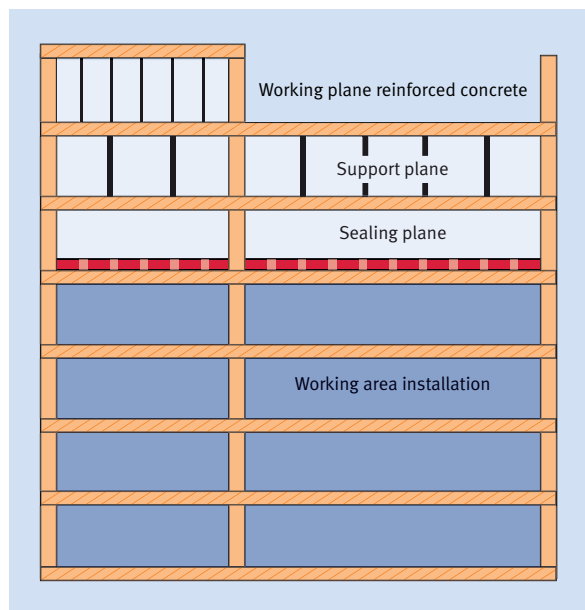 Working plane reinforced concrete
Support plane
Sealing plane
Working area installation